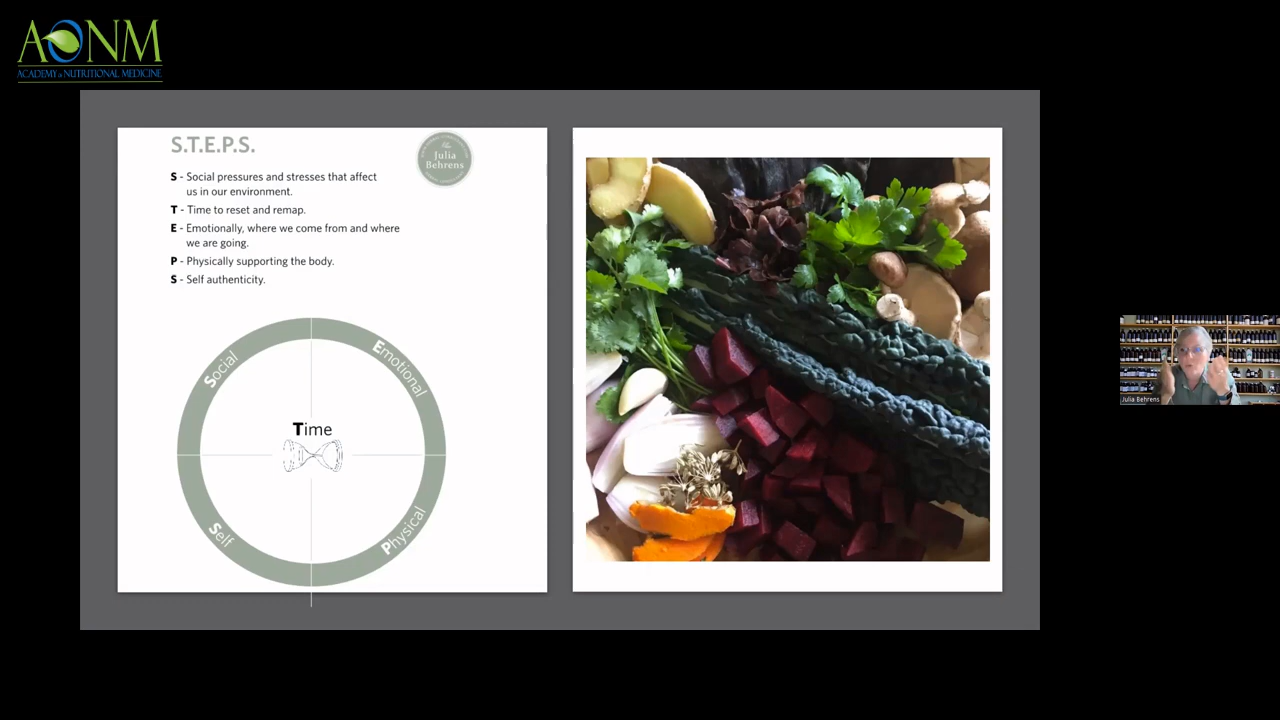 AONM
ACADEMY of NUTRITIONAL MEDICINE
S.T.E.P.S.
The
Julia
Behrens
S - Social pressures and stresses that affect
us in our environment.
T - Time to reset and remap.
E - Emotionally, where we come from and where
we are going.
P - Physically supporting the body.
S - Self authenticity.
Social
Emotional
Time
Self
Physical
Julia Behrens